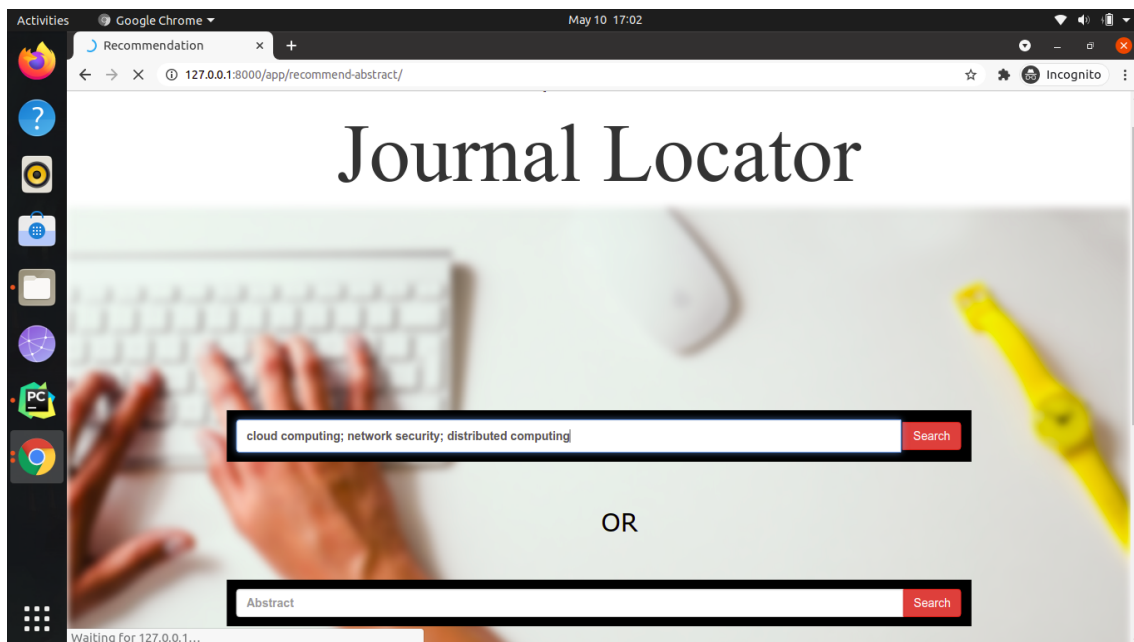 Activities Google Chrome May 10 17:02
Recommendation
127.0.0.1:8000/app/recommend-abstract/ Incognito
Journal Locator
cloud computing; network security; distributed computing Search
OR
Abstract Search
Waiting for 127.0.0.1...
PC